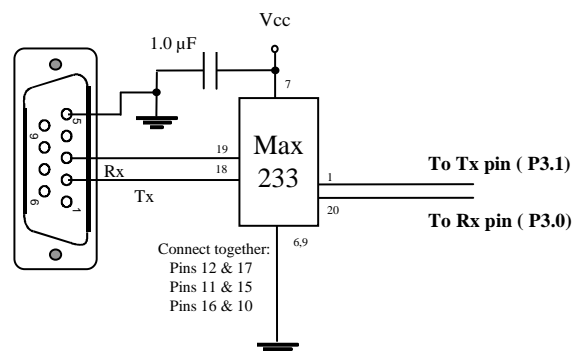 Vcc
1.0 µF
7
5
9
6
1
19
Rx
18
Tx
Max
233
1
To Tx pin ( P3.1)
20
To Rx pin ( P3.0)
6,9
Connect together:
Pins 12 & 17
Pins 11 & 15
Pins 16 & 10